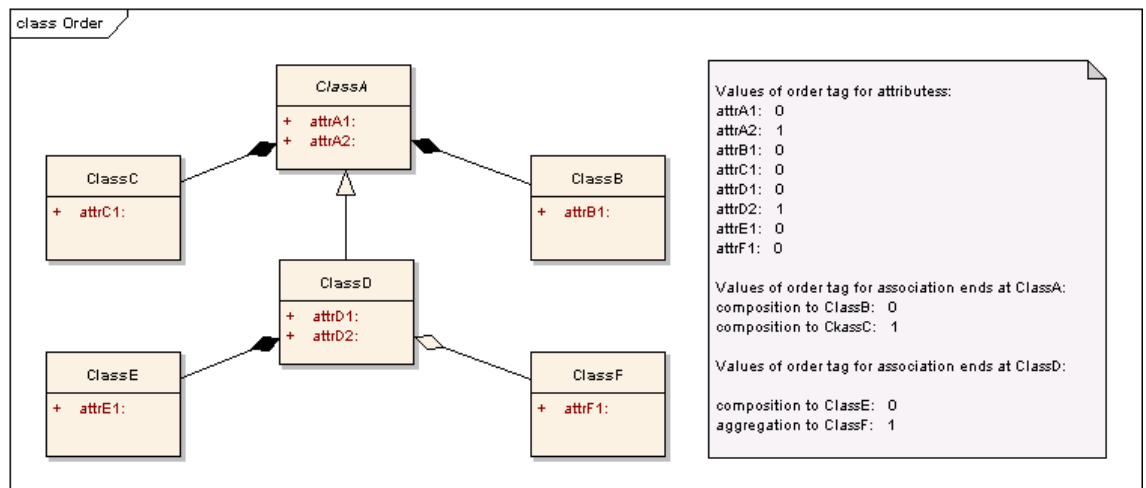 class Order
ClassA
+ attrA1:
+ attrA2:
ClassC
+ attrC1:
ClassB
+ attrB1:
ClassD
+ attrD1:
+ attrD2:
ClassE
+ attrE1:
ClassF
+ attrF1:
Values of order tag for attributess:
attrA1: 0
attrA2: 1
attrB1: 0
attrC1: 0
attrD1: 0
attrD2: 1
attrE1: 0
attrF1: 0
Values of order tag for association ends at ClassA:
composition to ClassB: 0
composition to CkassC: 1
Values of order tag for association ends at ClassD:
composition to ClassE: 0
aggregation to ClassF: 1